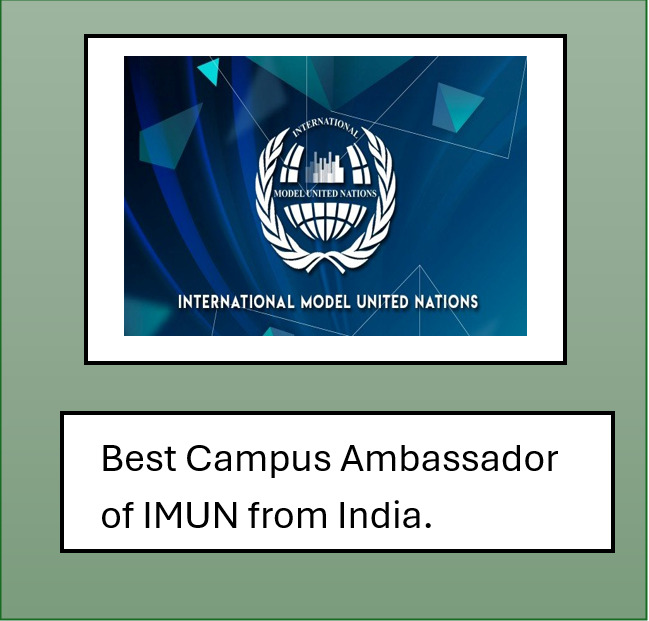 INTERNATIONAL
MODEL UNITED NATIONS
INTERNATIONAL MODEL UNITED NATIONS
Best Campus Ambassador
of IMUN from India.